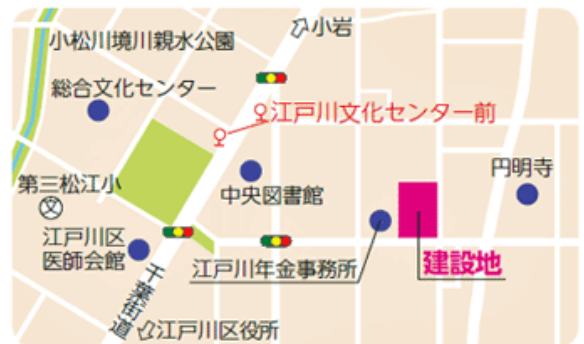 小岩
小松川境川親水公園
総合文化センター
江戸川文化センター前
円明寺
第三松江小
文
中央図書館
江戸川区
医師会館
江戸川年金事務所
建設地
千葉街道
江戸川区役所